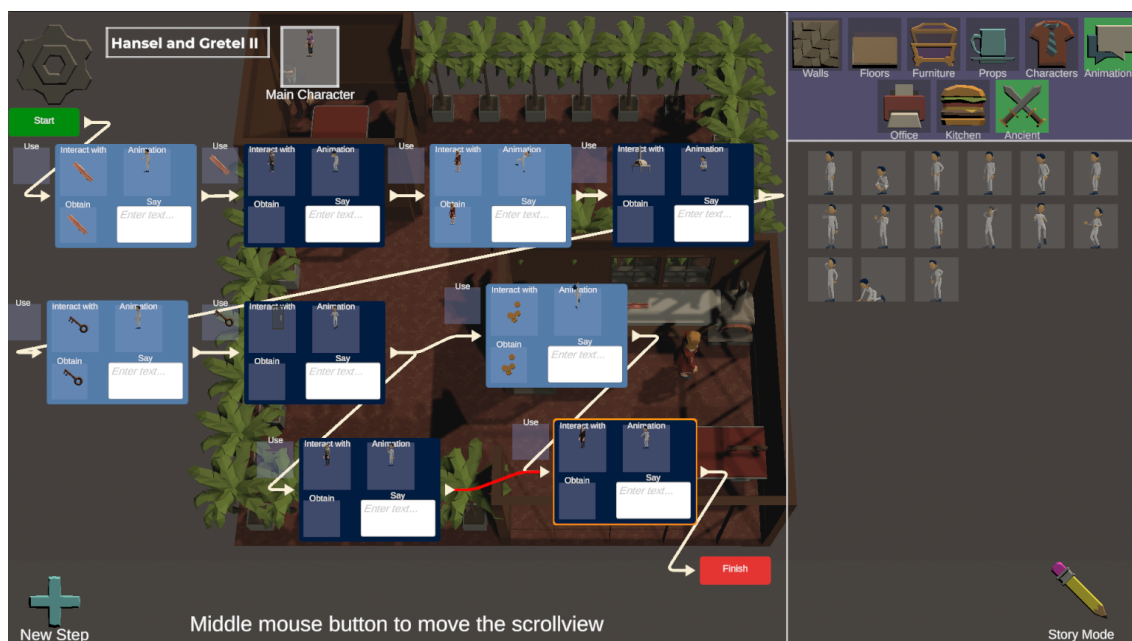 Hansel and Gretel II
Main Character
Start
Use
Interact with
Animation
Obtain
Say
Enter text...
Use
Interact with
Animation
Obtain
Say
Enter text...
Use
Interact with
Animation
Obtain
Say
Enter text...
Use
Interact with
Animation
Obtain
Say
Enter text...
Use
Interact with
Animation
Obtain
Say
Enter text...
Use
Interact with
Animation
Obtain
Say
Enter text...
Use
Interact with
Animation
Obtain
Say
Enter text...
Use
Interact with
Animation
Obtain
Say
Enter text...
Use
Interact with
Animation
Obtain
Say
Enter text...
Finish
New Step
Middle mouse button to move the scrollview
Walls
Floors
Furniture
Props
Characters
Animation
Office
Kitchen
Ancient
Story Mode